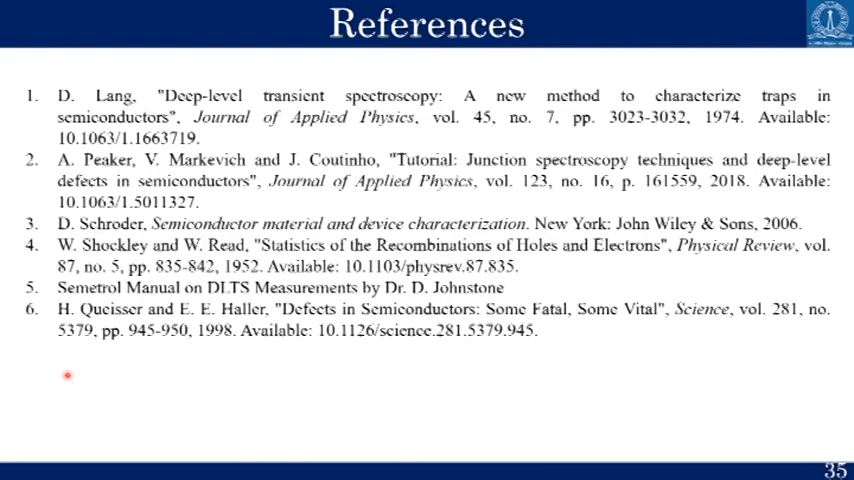 References
1. D. Lang, "Deep-level transient spectroscopy: A new method to characterize traps in
semiconductors", Journal of Applied Physics, vol. 45, no. 7, pp. 3023-3032, 1974. Available:
10.1063/1.1663719.
2. A. Peaker, V. Markevich and J. Coutinho, "Tutorial: Junction spectroscopy techniques and deep-level
defects in semiconductors", Journal of Applied Physics, vol. 123, no. 16, p. 161559, 2018. Available:
10.1063/1.5011327.
3. D. Schroder, Semiconductor material and device characterization. New York: John Wiley & Sons, 2006.
4. W. Shockley and W. Read, "Statistics of the Recombinations of Holes and Electrons", Physical Review, vol.
87, no. 5, pp. 835-842, 1952. Available: 10.1103/physrev.87.835.
5. Semetrol Manual on DLTS Measurements by Dr. D. Johnstone
6. H. Queisser and E. E. Haller, "Defects in Semiconductors: Some Fatal, Some Vital", Science, vol. 281, no.
5379, pp. 945-950, 1998. Available: 10.1126/science.281.5379.945.
35